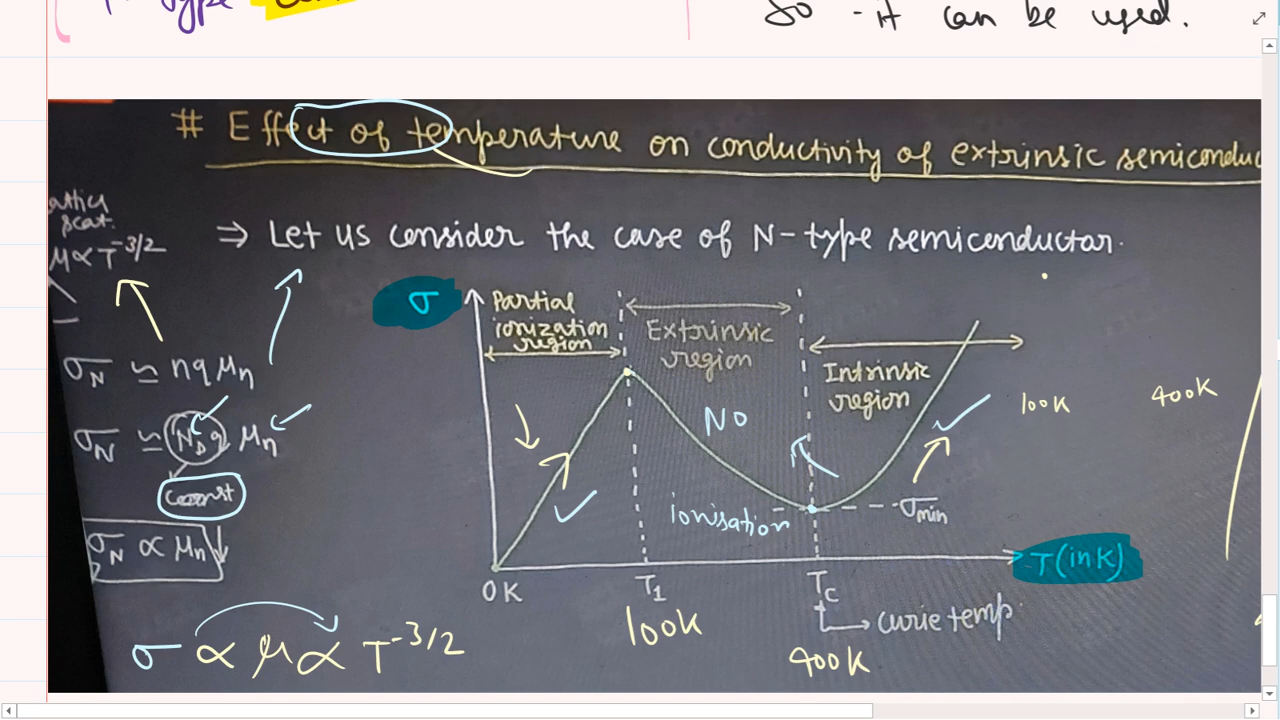 So - it can be used.
# Effect of temperature on conductivity of extrinsic semiconduc
scat.
μ∝T^-3/2
⇒ Let us consider the case of N-type semiconductor.
σ
Partial
ionization
region
Extrinsic
region
Intrinsic
region
σN ≃ nqμn
σN ≃ NDq μn
const
σN ∝ μn↓
NO
ionisation
100K
400K
σmin
T(in K)
OK
T1
Tc
100K
→ curie temp.
400K
σ ∝ μ ∝ T^-3/2